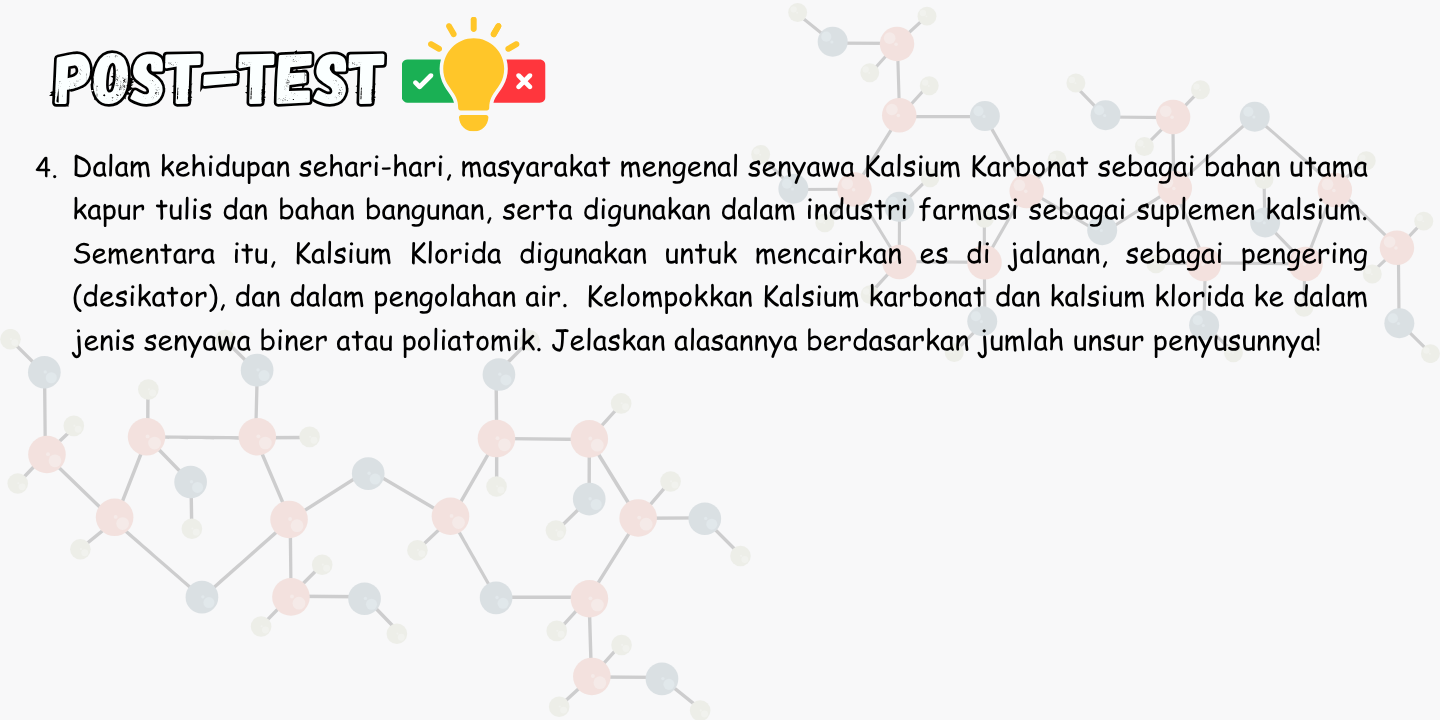 POST-TEST
4. Dalam kehidupan sehari-hari, masyarakat mengenal senyawa Kalsium Karbonat sebagai bahan utama
kapur tulis dan bahan bangunan, serta digunakan dalam industri farmasi sebagai suplemen kalsium.
Sementara itu, Kalsium Klorida digunakan untuk mencairkan es di jalanan, sebagai pengering
(desikator), dan dalam pengolahan air. Kelompokkan Kalsium karbonat dan kalsium klorida ke dalam
jenis senyawa biner atau poliatomik. Jelaskan alasannya berdasarkan jumlah unsur penyusunnya!